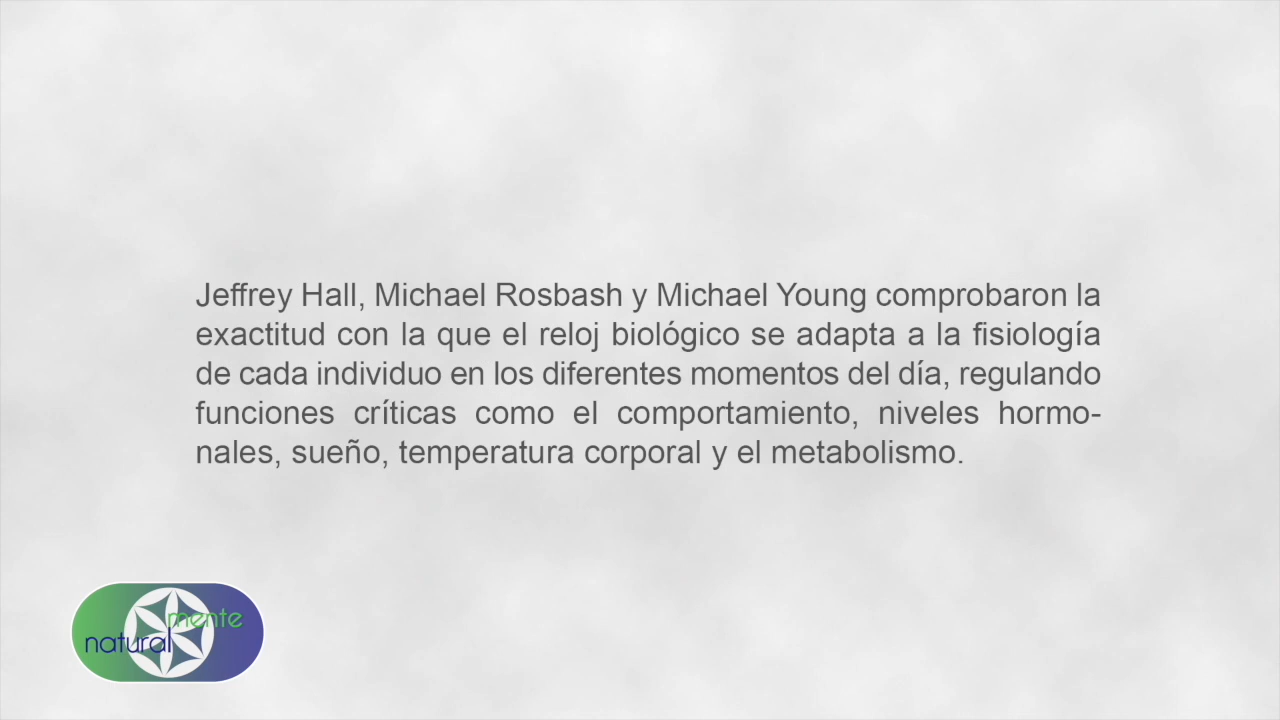 Jeffrey Hall, Michael Rosbash y Michael Young comprobaron la
exactitud con la que el reloj biológico se adapta a la fisiología
de cada individuo en los diferentes momentos del día, regulando
funciones críticas como el comportamiento, niveles hormo-
nales, sueño, temperatura corporal y el metabolismo.
natural
mente